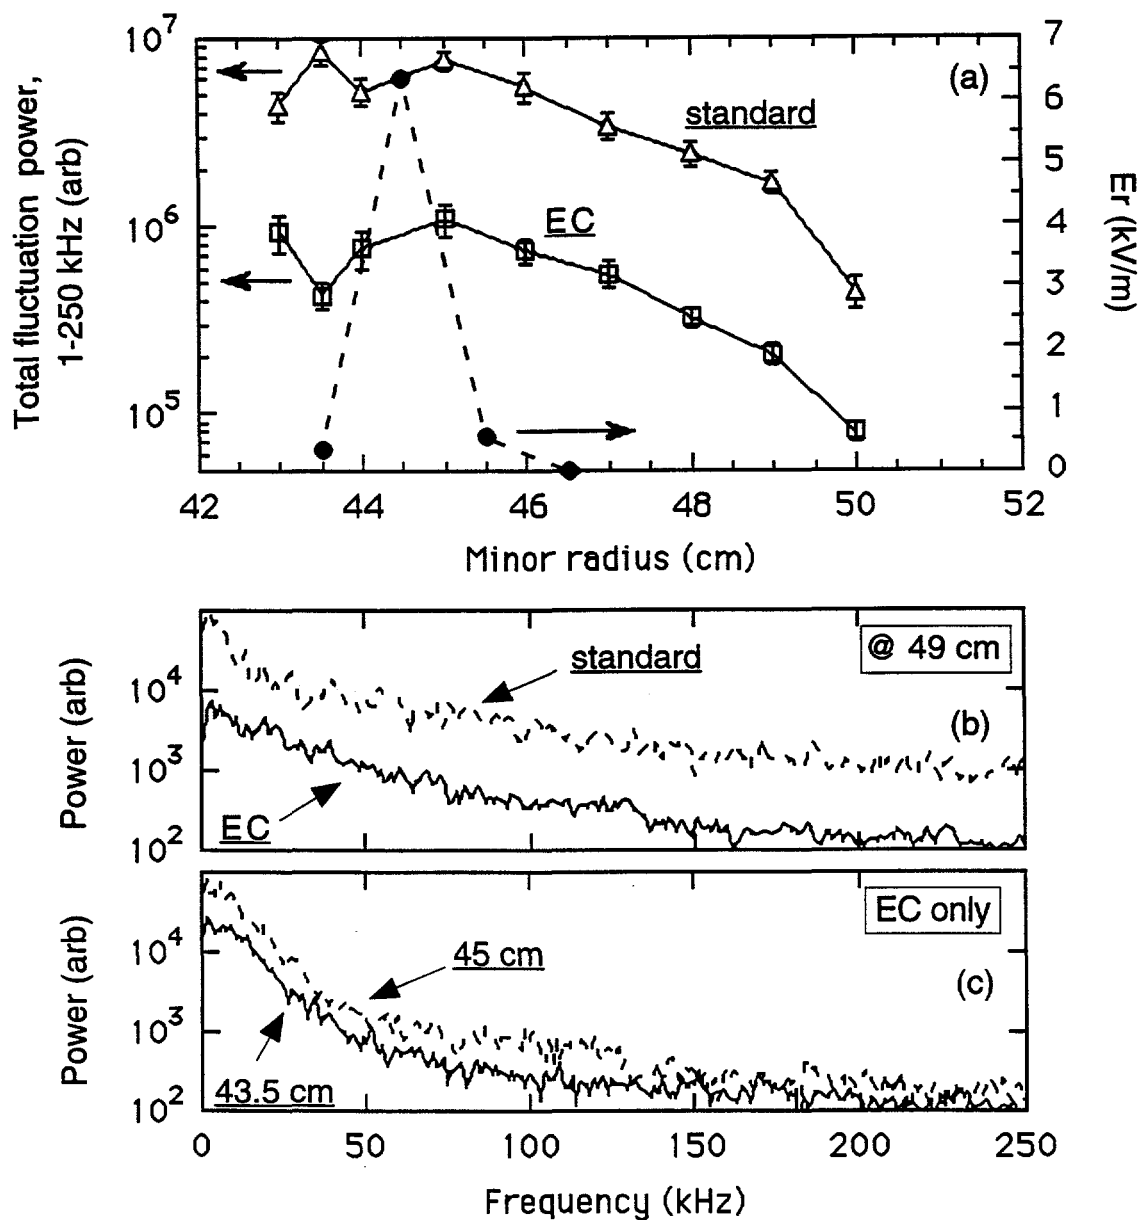 Total fluctuation power,
1-250 kHz (arb)
10^7
10^6
10^5
(a)
standard
EC
7
6
5
4
3
2
1
0
Er (kV/m)
42
44
46
48
50
52
Minor radius (cm)
Power (arb)
10^4
10^3
10^2
standard
EC
@ 49 cm
(b)
Power (arb)
10^4
10^3
10^2
45 cm
43.5 cm
EC only
(c)
0
50
100
150
200
250
Frequency (kHz)